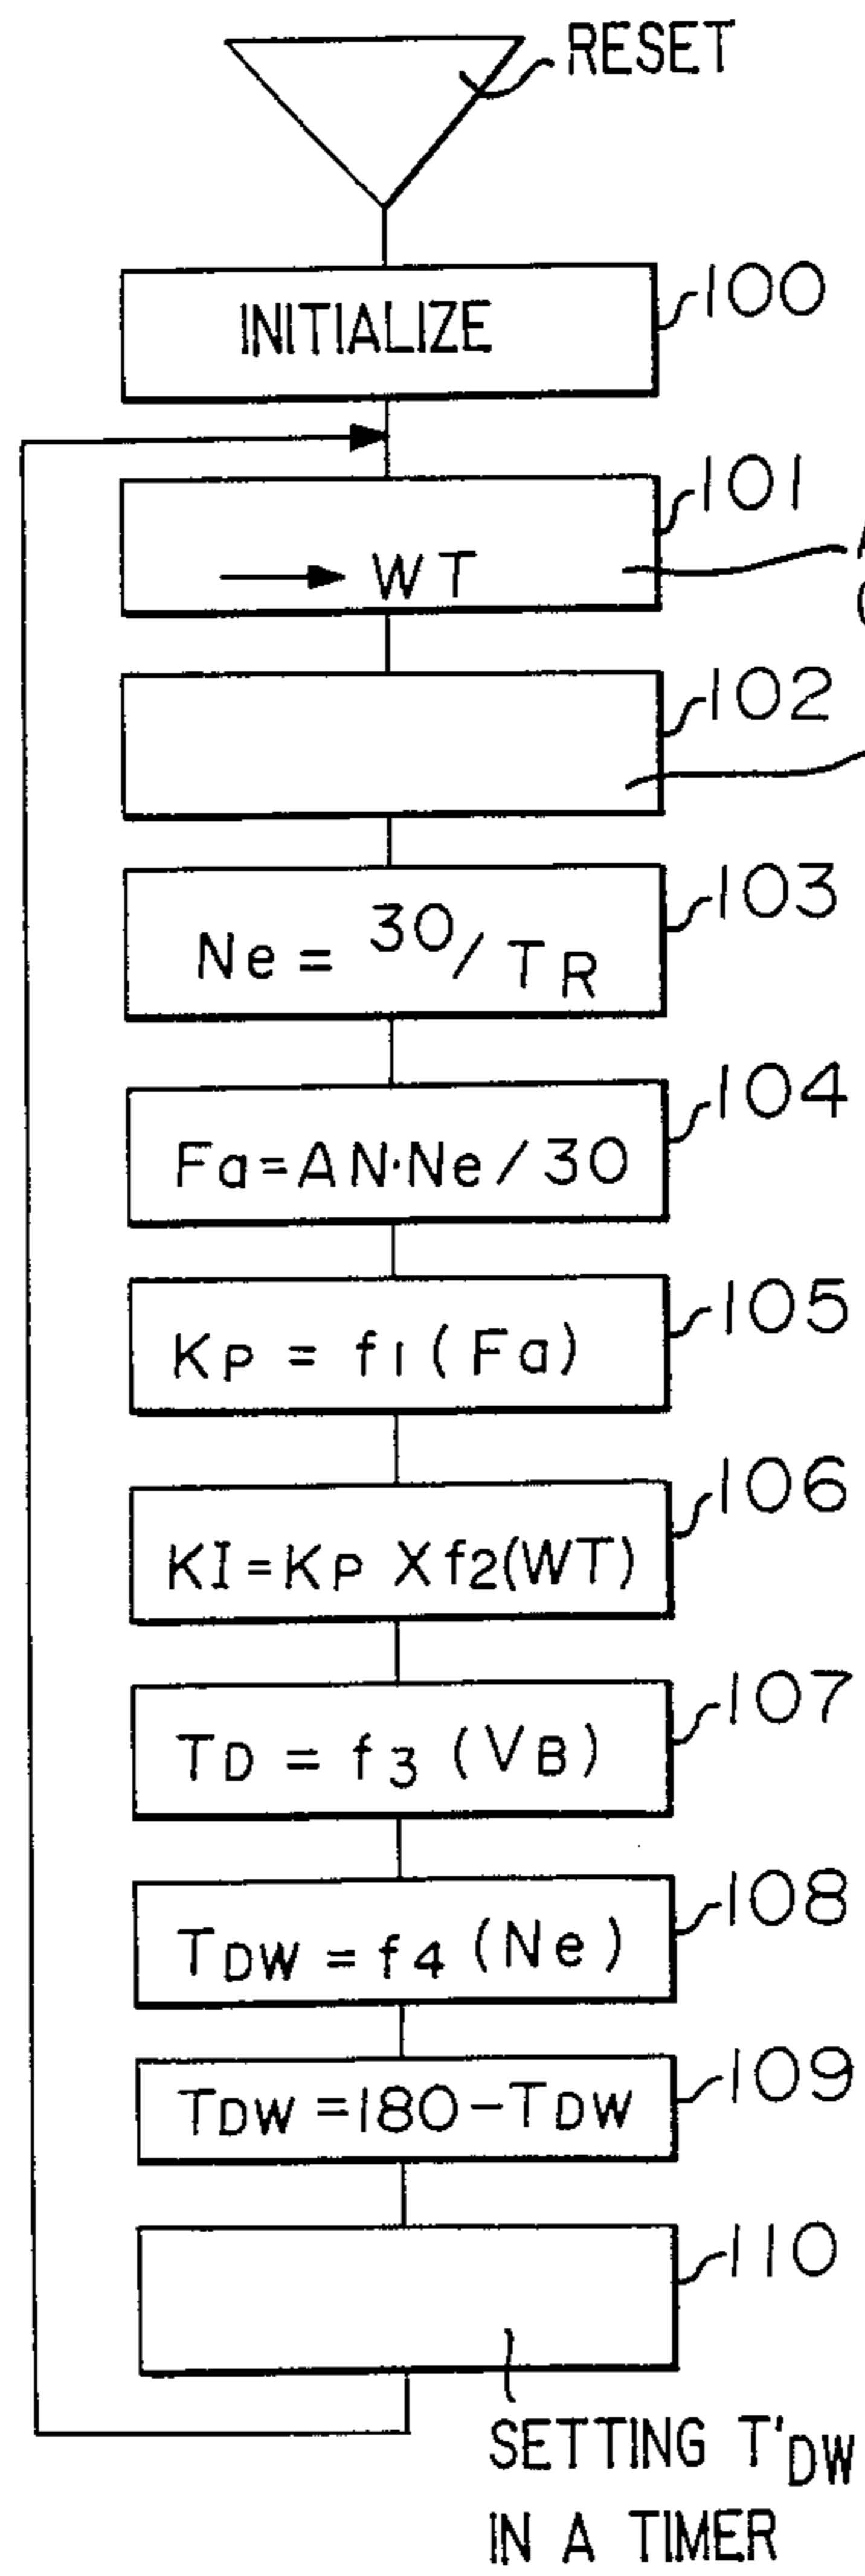 RESET
INITIALIZE
100
101
→ WT
A
102
103
Ne = 30/TR
104
Fa=AN·Ne/30
105
KP = f1(Fa)
106
KI=KP Xf2(WT)
107
TD = f3(VB)
108
TDW = f4(Ne)
109
TDW =180-TDW
110
SETTING T'DW
IN A TIMER